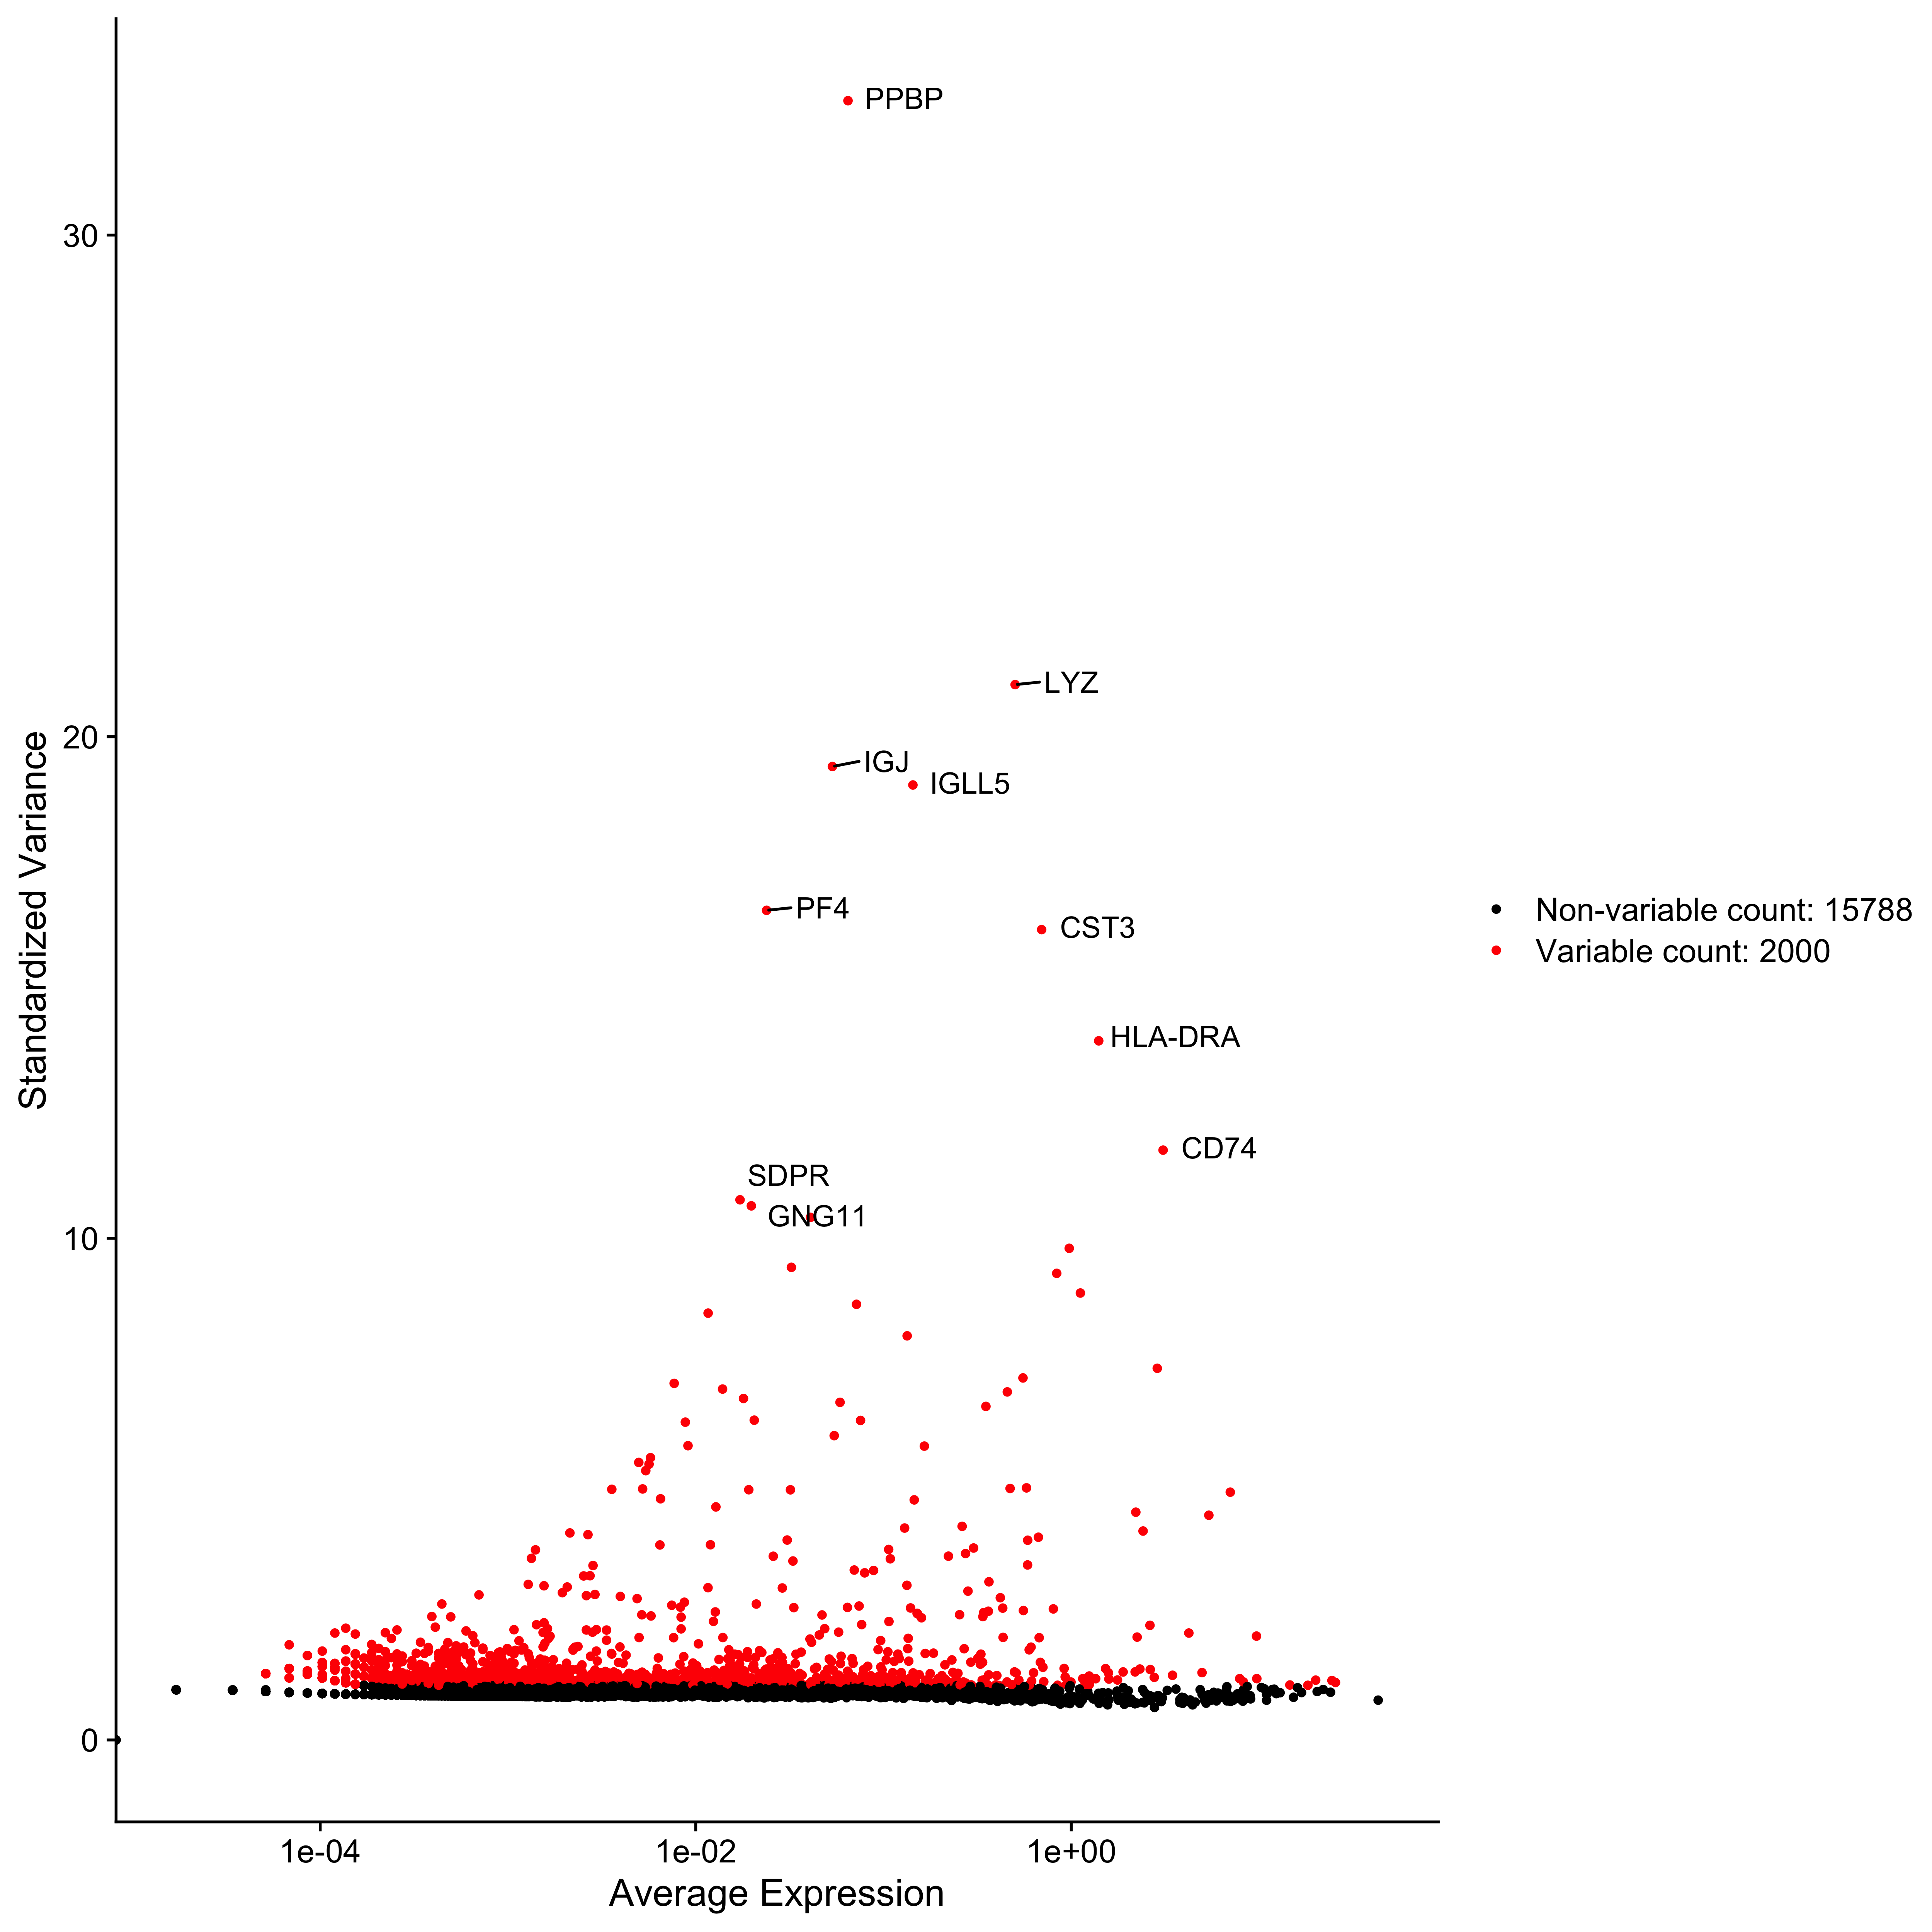 PPBP
30
LYZ
20
IGJ
IGLL5
PF4
CST3
Non-variable count: 15788
Variable count: 2000
HLA-DRA
CD74
SDPR
GNG11
10
0
Standardized Variance
1e-04
1e-02
1e+00
Average Expression